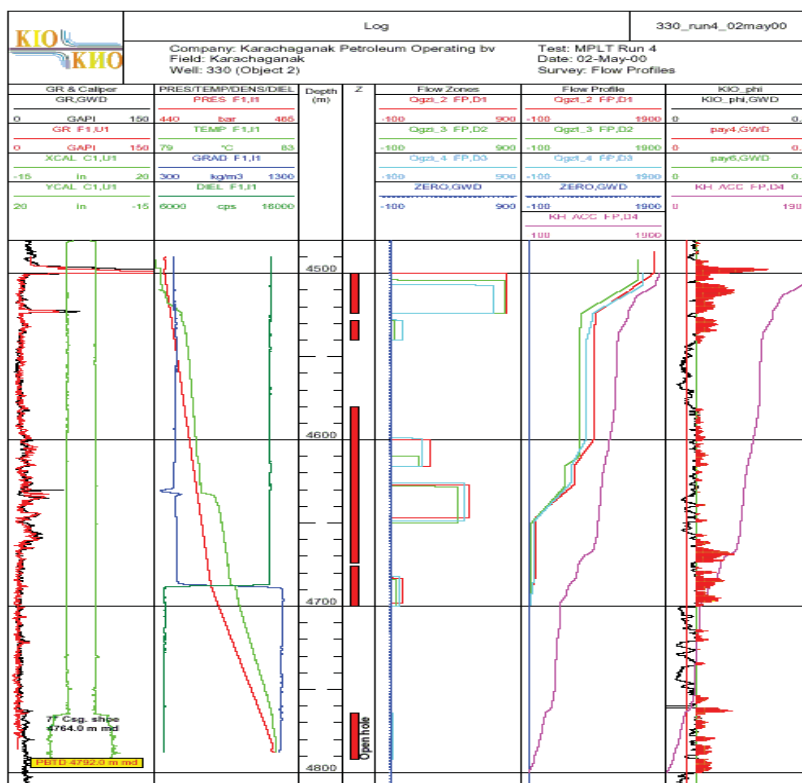 KIO
КИО
Log
330_run4_02may00
Company: Karachaganak Petroleum Operating bv
Field: Karachaganak
Well: 330 (Object 2)
Test: MPLT Run 4
Date: 02-May-00
Survey: Flow Profiles
GR & Caliper
GR,GWD
0 GAPI 150
GR F1,U1
0 GAPI 150
XCAL C1,U1
-15 in 20
YCAL C1,U1
20 in -15
PRES/TEMP/DENS/DIEL
PRES F1,I1
440 bar 465
TEMP F1,I1
79 °C 83
GRAD F1,I1
300 kg/m3 1300
DIEL F1,I1
6000 cps 16000
Depth
(m)
Z
Flow Zones
Qgzi_2 FP,D1
-100 900
Qgzi_3 FP,D2
-100 900
Qgzi_4 FP,D3
-100 900
ZERO,GWD
-100 900
Flow Profile
Qgzt_2 FP,D1
-100 1900
Qgzt_3 FP,D2
-100 1900
Qgzt_4 FP,D3
-100 1900
ZERO,GWD
-100 1900
KH_ACC FP,D4
100 1900
KIO_phi
KIO_phi,GWD
0 0.
pay4,GWD
0 0.
pay6,GWD
0 0.
KH_ACC FP,D4
0 190
4500
4600
4700
4800
7" Csg. shoe
4764.0 m md
PBTD 4792.0 m md
Open hole